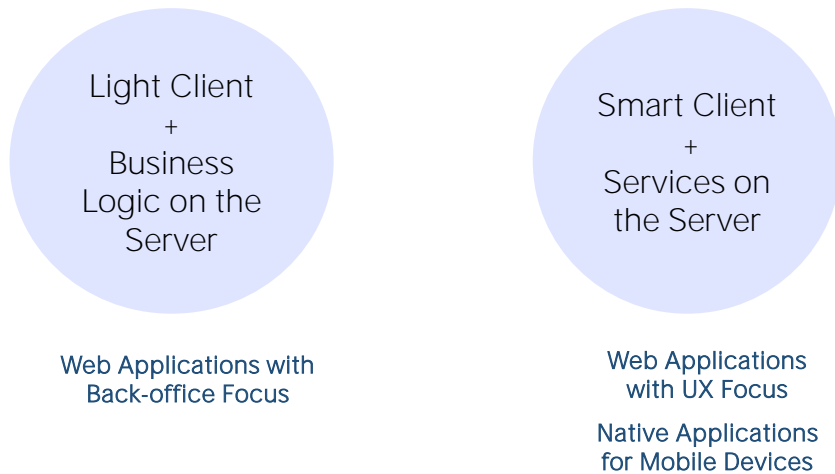 Light Client
+
Business
Logic on the
Server
Web Applications with
Back-office Focus
Smart Client
+
Services on
the Server
Web Applications
with UX Focus
Native Applications
for Mobile Devices